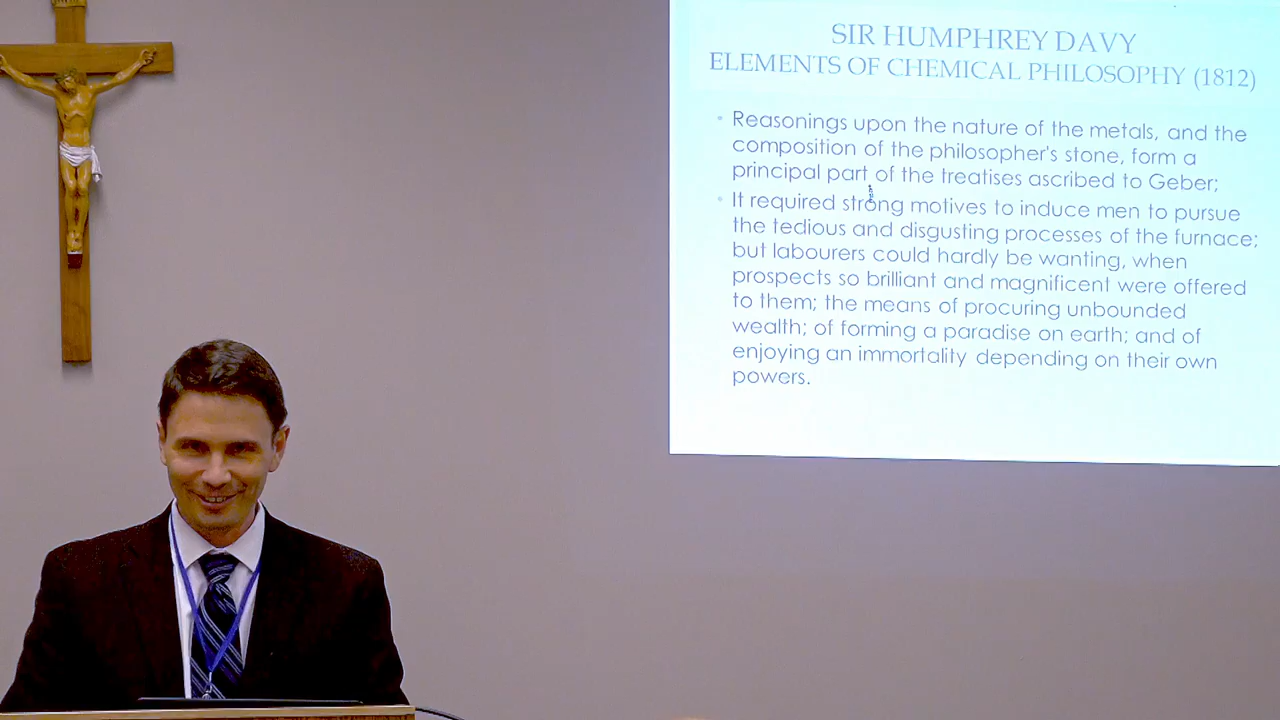 SIR HUMPHREY DAVY
ELEMENTS OF CHEMICAL PHILOSOPHY (1812)
• Reasonings upon the nature of the metals, and the
composition of the philosopher's stone, form a
principal part of the treatises ascribed to Geber;
• It required strong motives to induce men to pursue
the tedious and disgusting processes of the furnace;
but labourers could hardly be wanting, when
prospects so brilliant and magnificent were offered
to them; the means of procuring unbounded
wealth; of forming a paradise on earth; and of
enjoying an immortality depending on their own
powers.